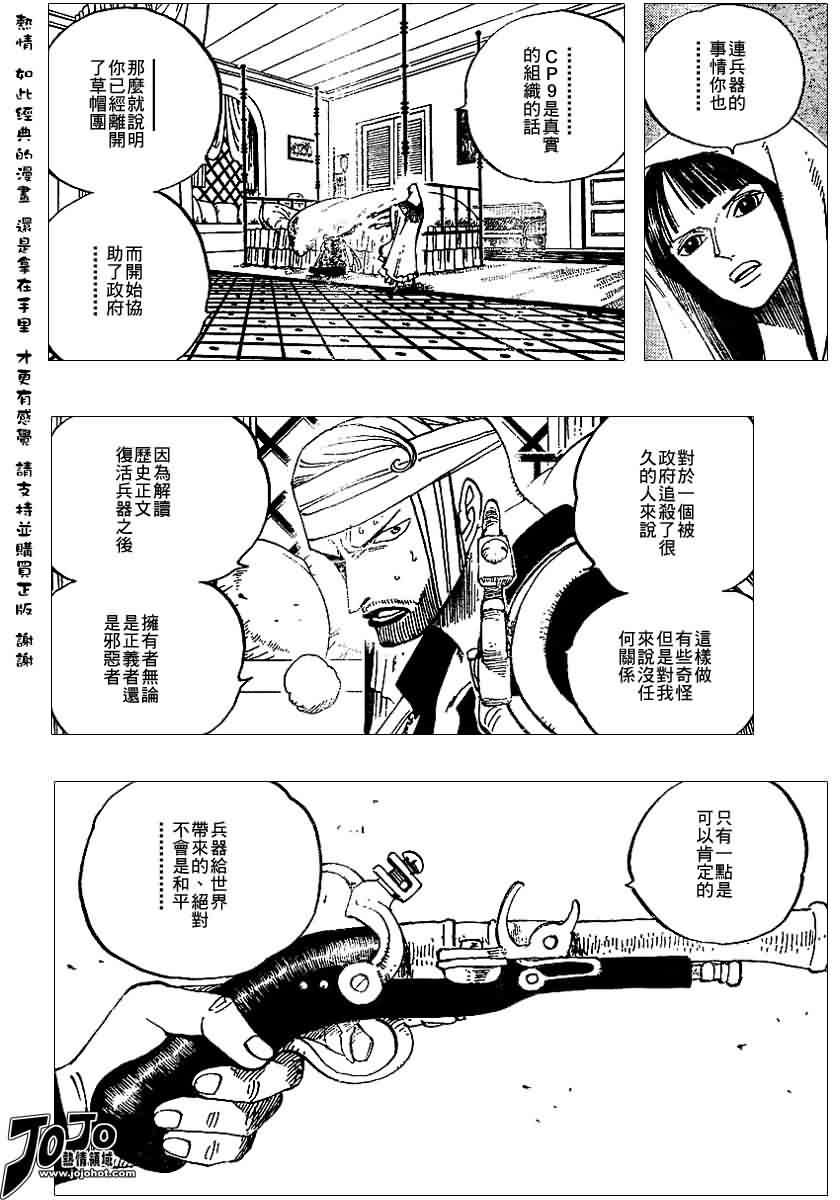 連兵器的
事情你也
………
CP9是真實
的組織的話
………
那麼就說明
你已經離開
了草帽團
而開始協
助了政府
………
對於一個被
政府追殺了很
久的人來說
這樣做
有些奇怪
但是對我
來說沒任
何關係
因為解讀
歷史正文
復活兵器之後
擁有者無論
是正義者還
是邪惡者
只有一點是
可以肯定的
兵器給世界
帶來的、絕對
不會是和平
………
熱情 如此經典的漫畫 還是拿在手里 才更有感覺 請支持並購買正版 謝謝
JOJO
熱情領域
www.jojohot.com